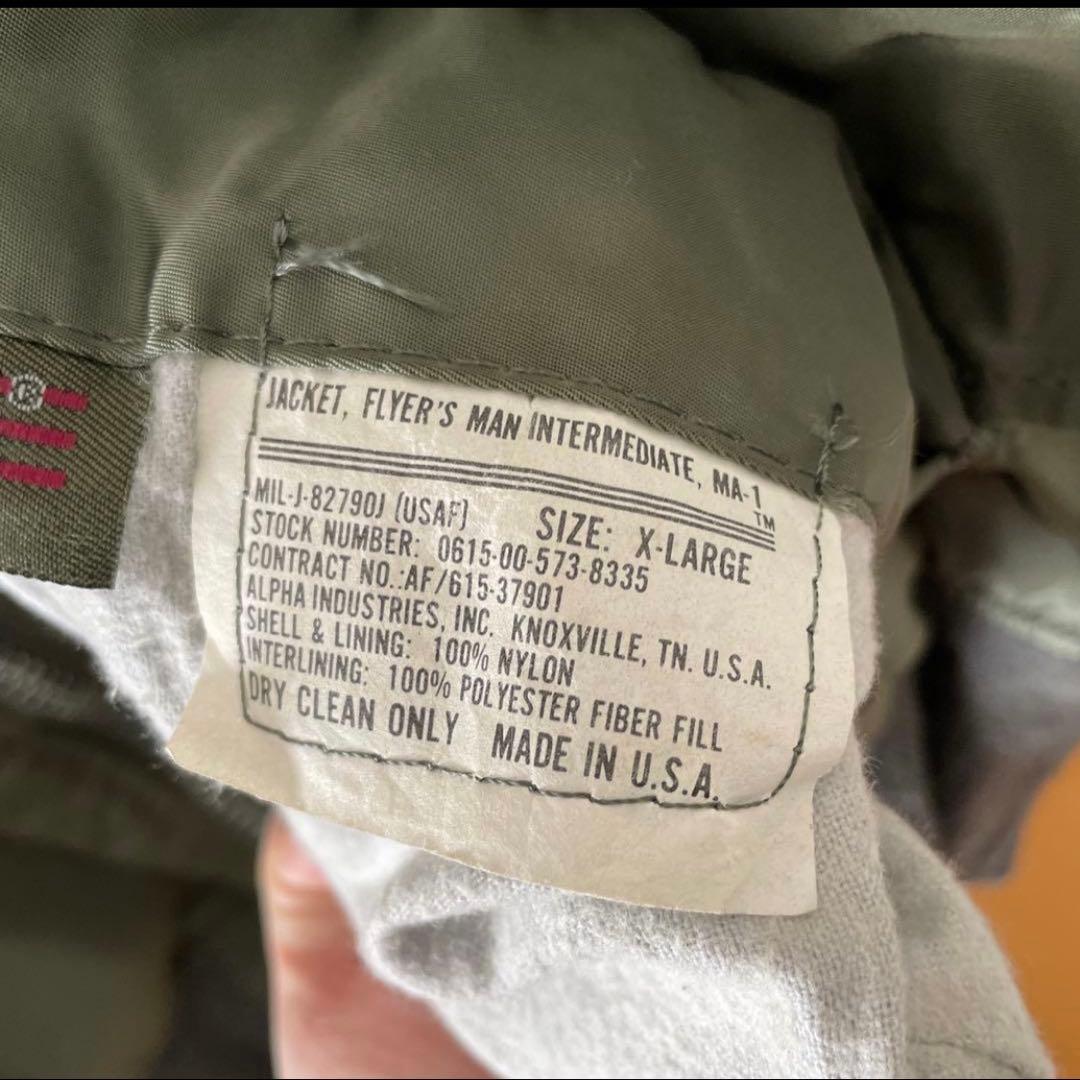 JACKET, FLYER'S MAN INTERMEDIATE, MA-1™
MIL-J-82790J (USAF) SIZE: X-LARGE
STOCK NUMBER: 0615-00-573-8335
CONTRACT NO.:AF/615-37901
ALPHA INDUSTRIES, INC. KNOXVILLE, TN. U.S.A.
SHELL & LINING: 100% NYLON
INTERLINING: 100% POLYESTER FIBER FILL
DRY CLEAN ONLY MADE IN U.S.A.